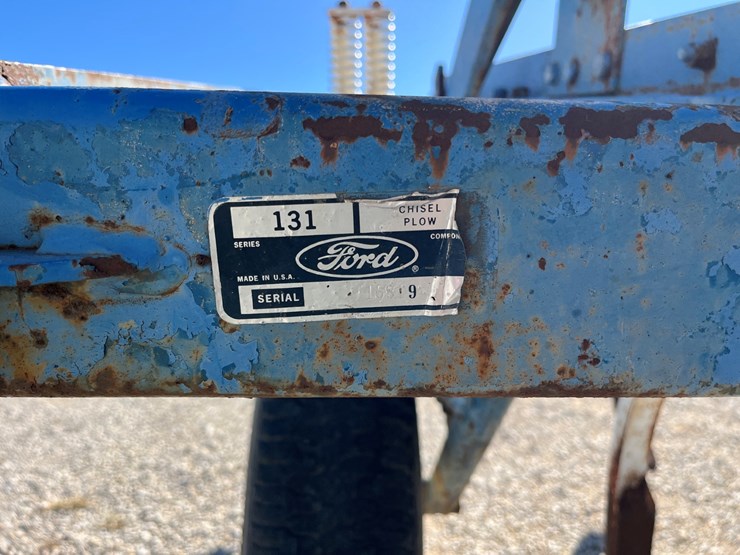 131
CHISEL
PLOW
SERIES
Ford ®
MADE IN U.S.A.
SERIAL 9